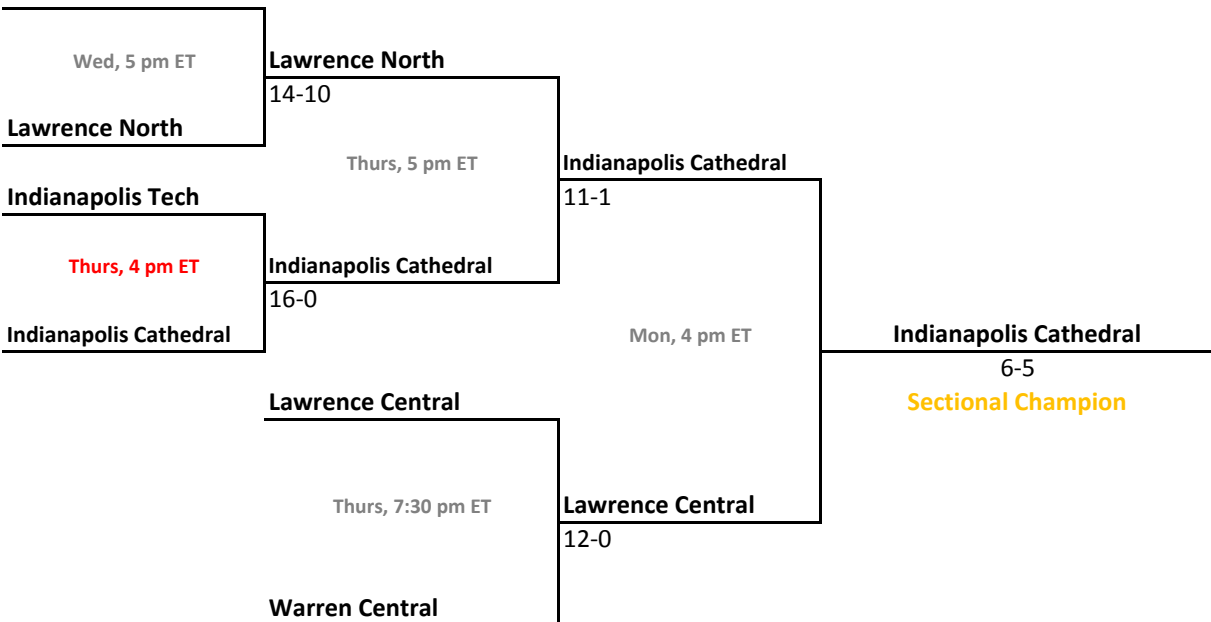 Wed, 5 pm ET
Lawrence North
14-10
Lawrence North
Thurs, 5 pm ET
Indianapolis Cathedral
11-1
Indianapolis Tech
Thurs, 4 pm ET
Indianapolis Cathedral
16-0
Indianapolis Cathedral
Mon, 4 pm ET
Indianapolis Cathedral
6-5
Sectional Champion
Lawrence Central
Thurs, 7:30 pm ET
Lawrence Central
12-0
Warren Central